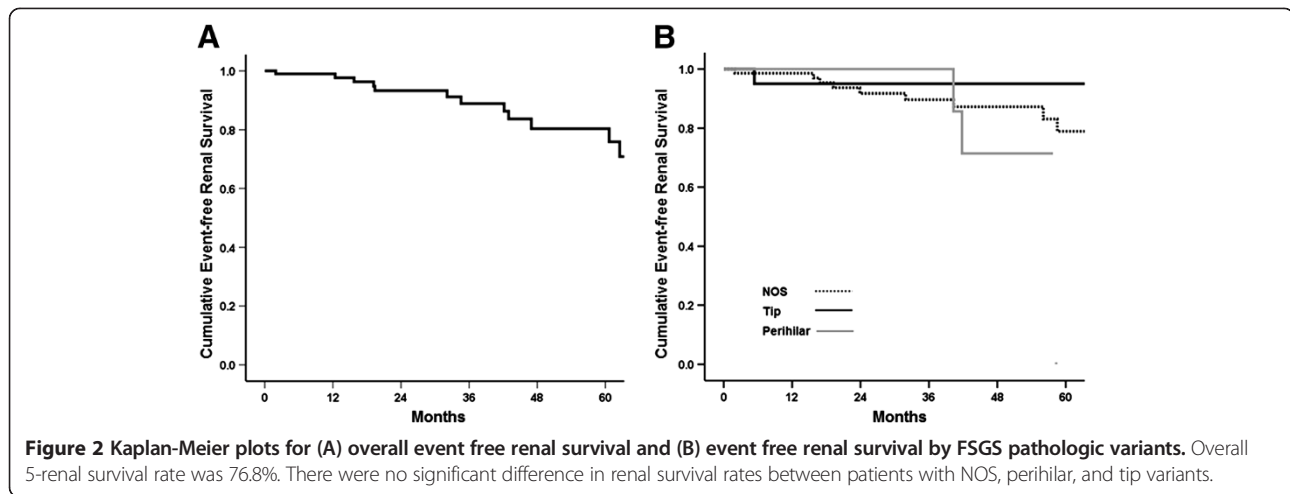 A
Cumulative Event-free Renal Survival
1.0
0.8
0.6
0.4
0.2
0.0
0 12 24 36 48 60
Months
B
Cumulative Event-free Renal Survival
1.0
0.8
0.6
0.4
0.2
0.0
NOS
Tip
Perihilar
0 12 24 36 48 60
Months
Figure 2 Kaplan-Meier plots for (A) overall event free renal survival and (B) event free renal survival by FSGS pathologic variants. Overall
5-renal survival rate was 76.8%. There were no significant difference in renal survival rates between patients with NOS, perihilar, and tip variants.